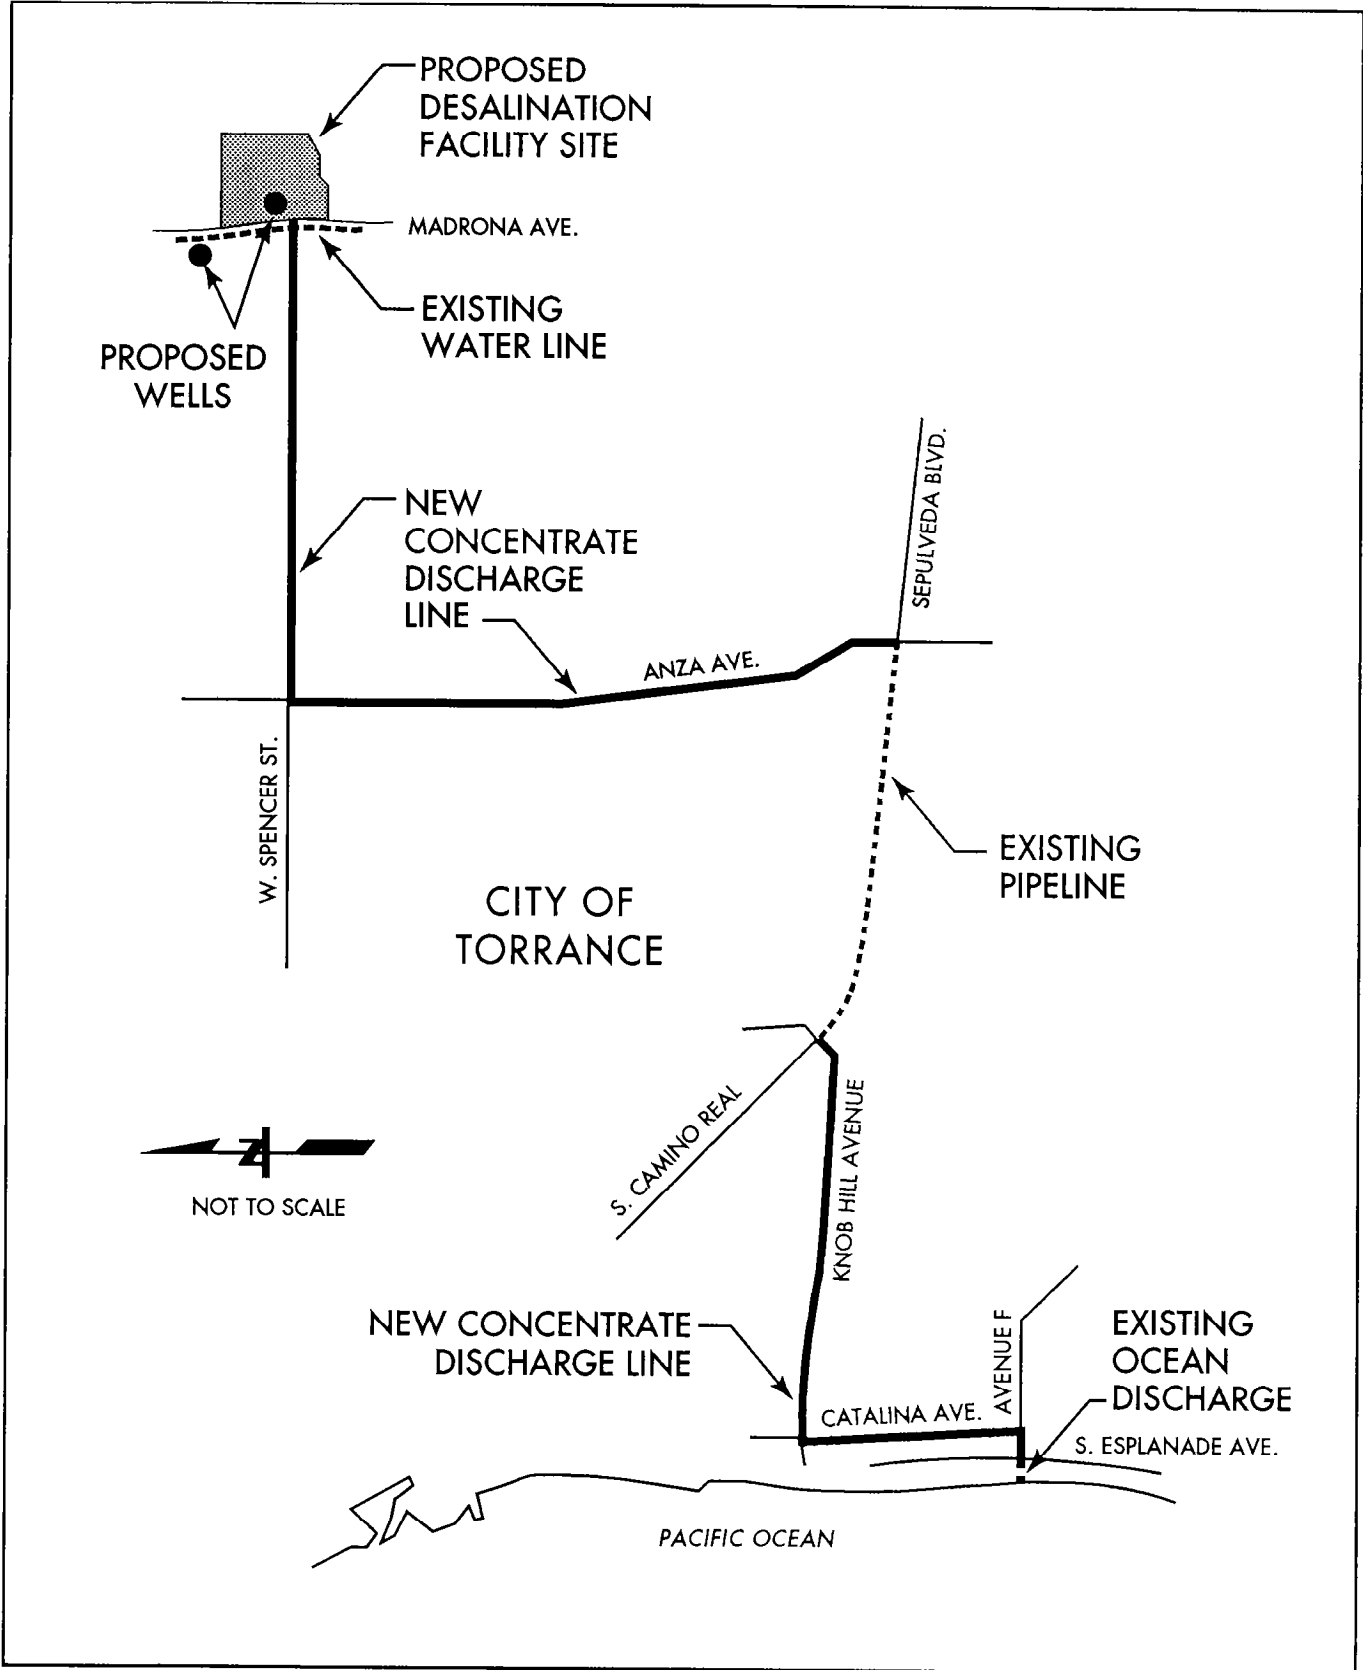 PROPOSED
DESALINATION
FACILITY SITE
MADRONA AVE.
EXISTING
WATER LINE
PROPOSED
WELLS
NEW
CONCENTRATE
DISCHARGE
LINE
SEPULVEDA BLVD.
ANZA AVE.
W. SPENCER ST.
EXISTING
PIPELINE
CITY OF
TORRANCE
S. CAMINO REAL
KNOB HILL AVENUE
N
NOT TO SCALE
NEW CONCENTRATE
DISCHARGE LINE
AVENUE F
EXISTING
OCEAN
DISCHARGE
CATALINA AVE.
S. ESPLANADE AVE.
PACIFIC OCEAN